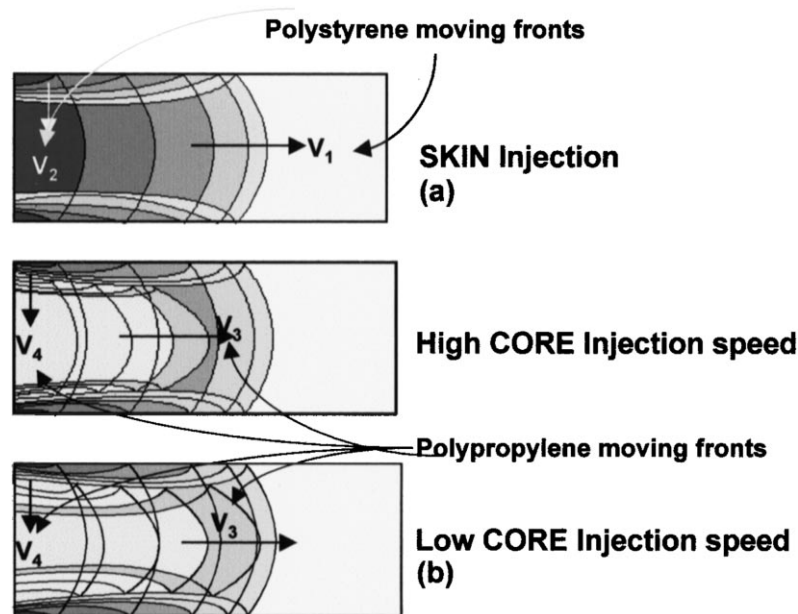 Polystyrene moving fronts
V₁
V₂
SKIN Injection
(a)
V₃
V₄
High CORE Injection speed
Polypropylene moving fronts
V₃
V₄
Low CORE Injection speed
(b)